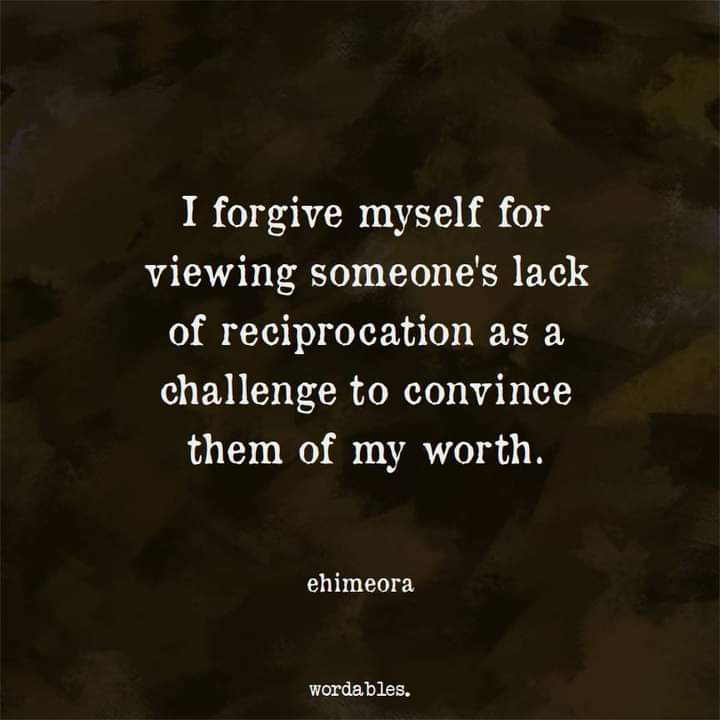 I forgive myself for
viewing someone's lack
of reciprocation as a
challenge to convince
them of my worth.
ehimeora
wordables.